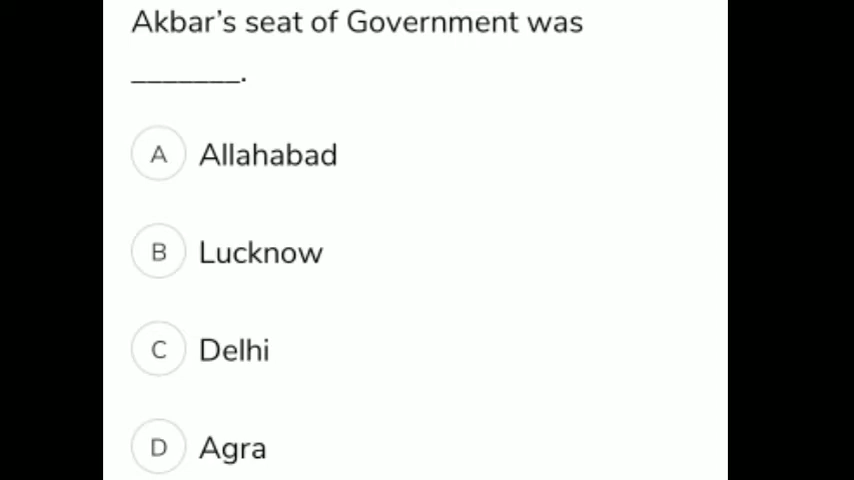 Akbar’s seat of Government was
_______.
A Allahabad
B Lucknow
C Delhi
D Agra